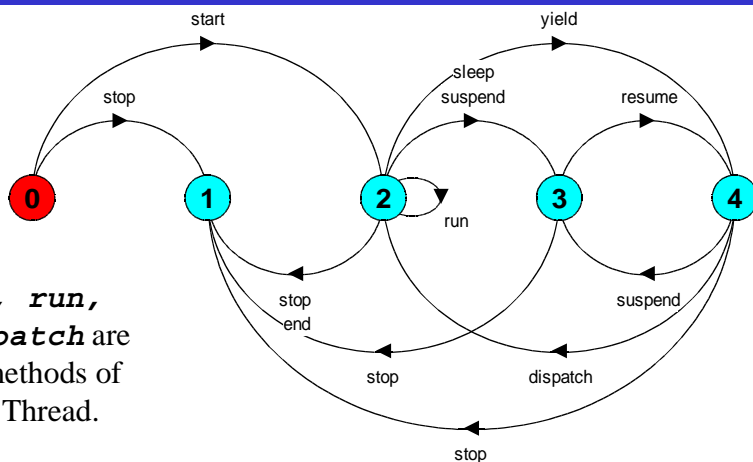 start
yield
sleep
stop
suspend
resume
0
1
2
3
4
run
, run,
stop
suspend
end
patch are
stop
dispatch
methods of
Thread.
stop